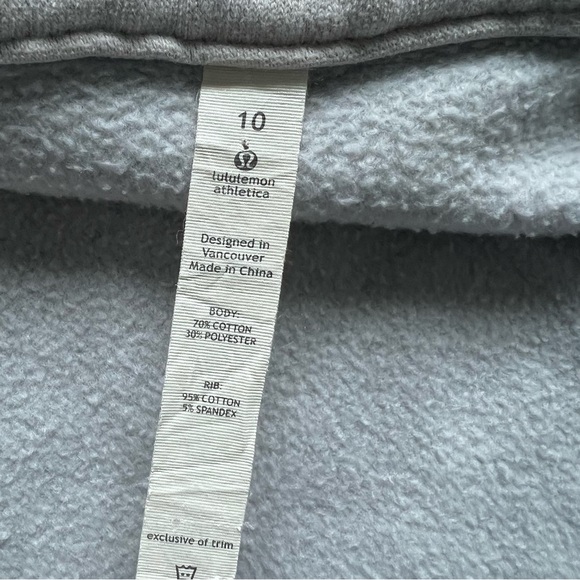 10
lululemon
athletica
Designed in
Vancouver
Made in China
BODY:
70% COTTON
30% POLYESTER
RIB:
95% COTTON
5% SPANDEX
exclusive of trim